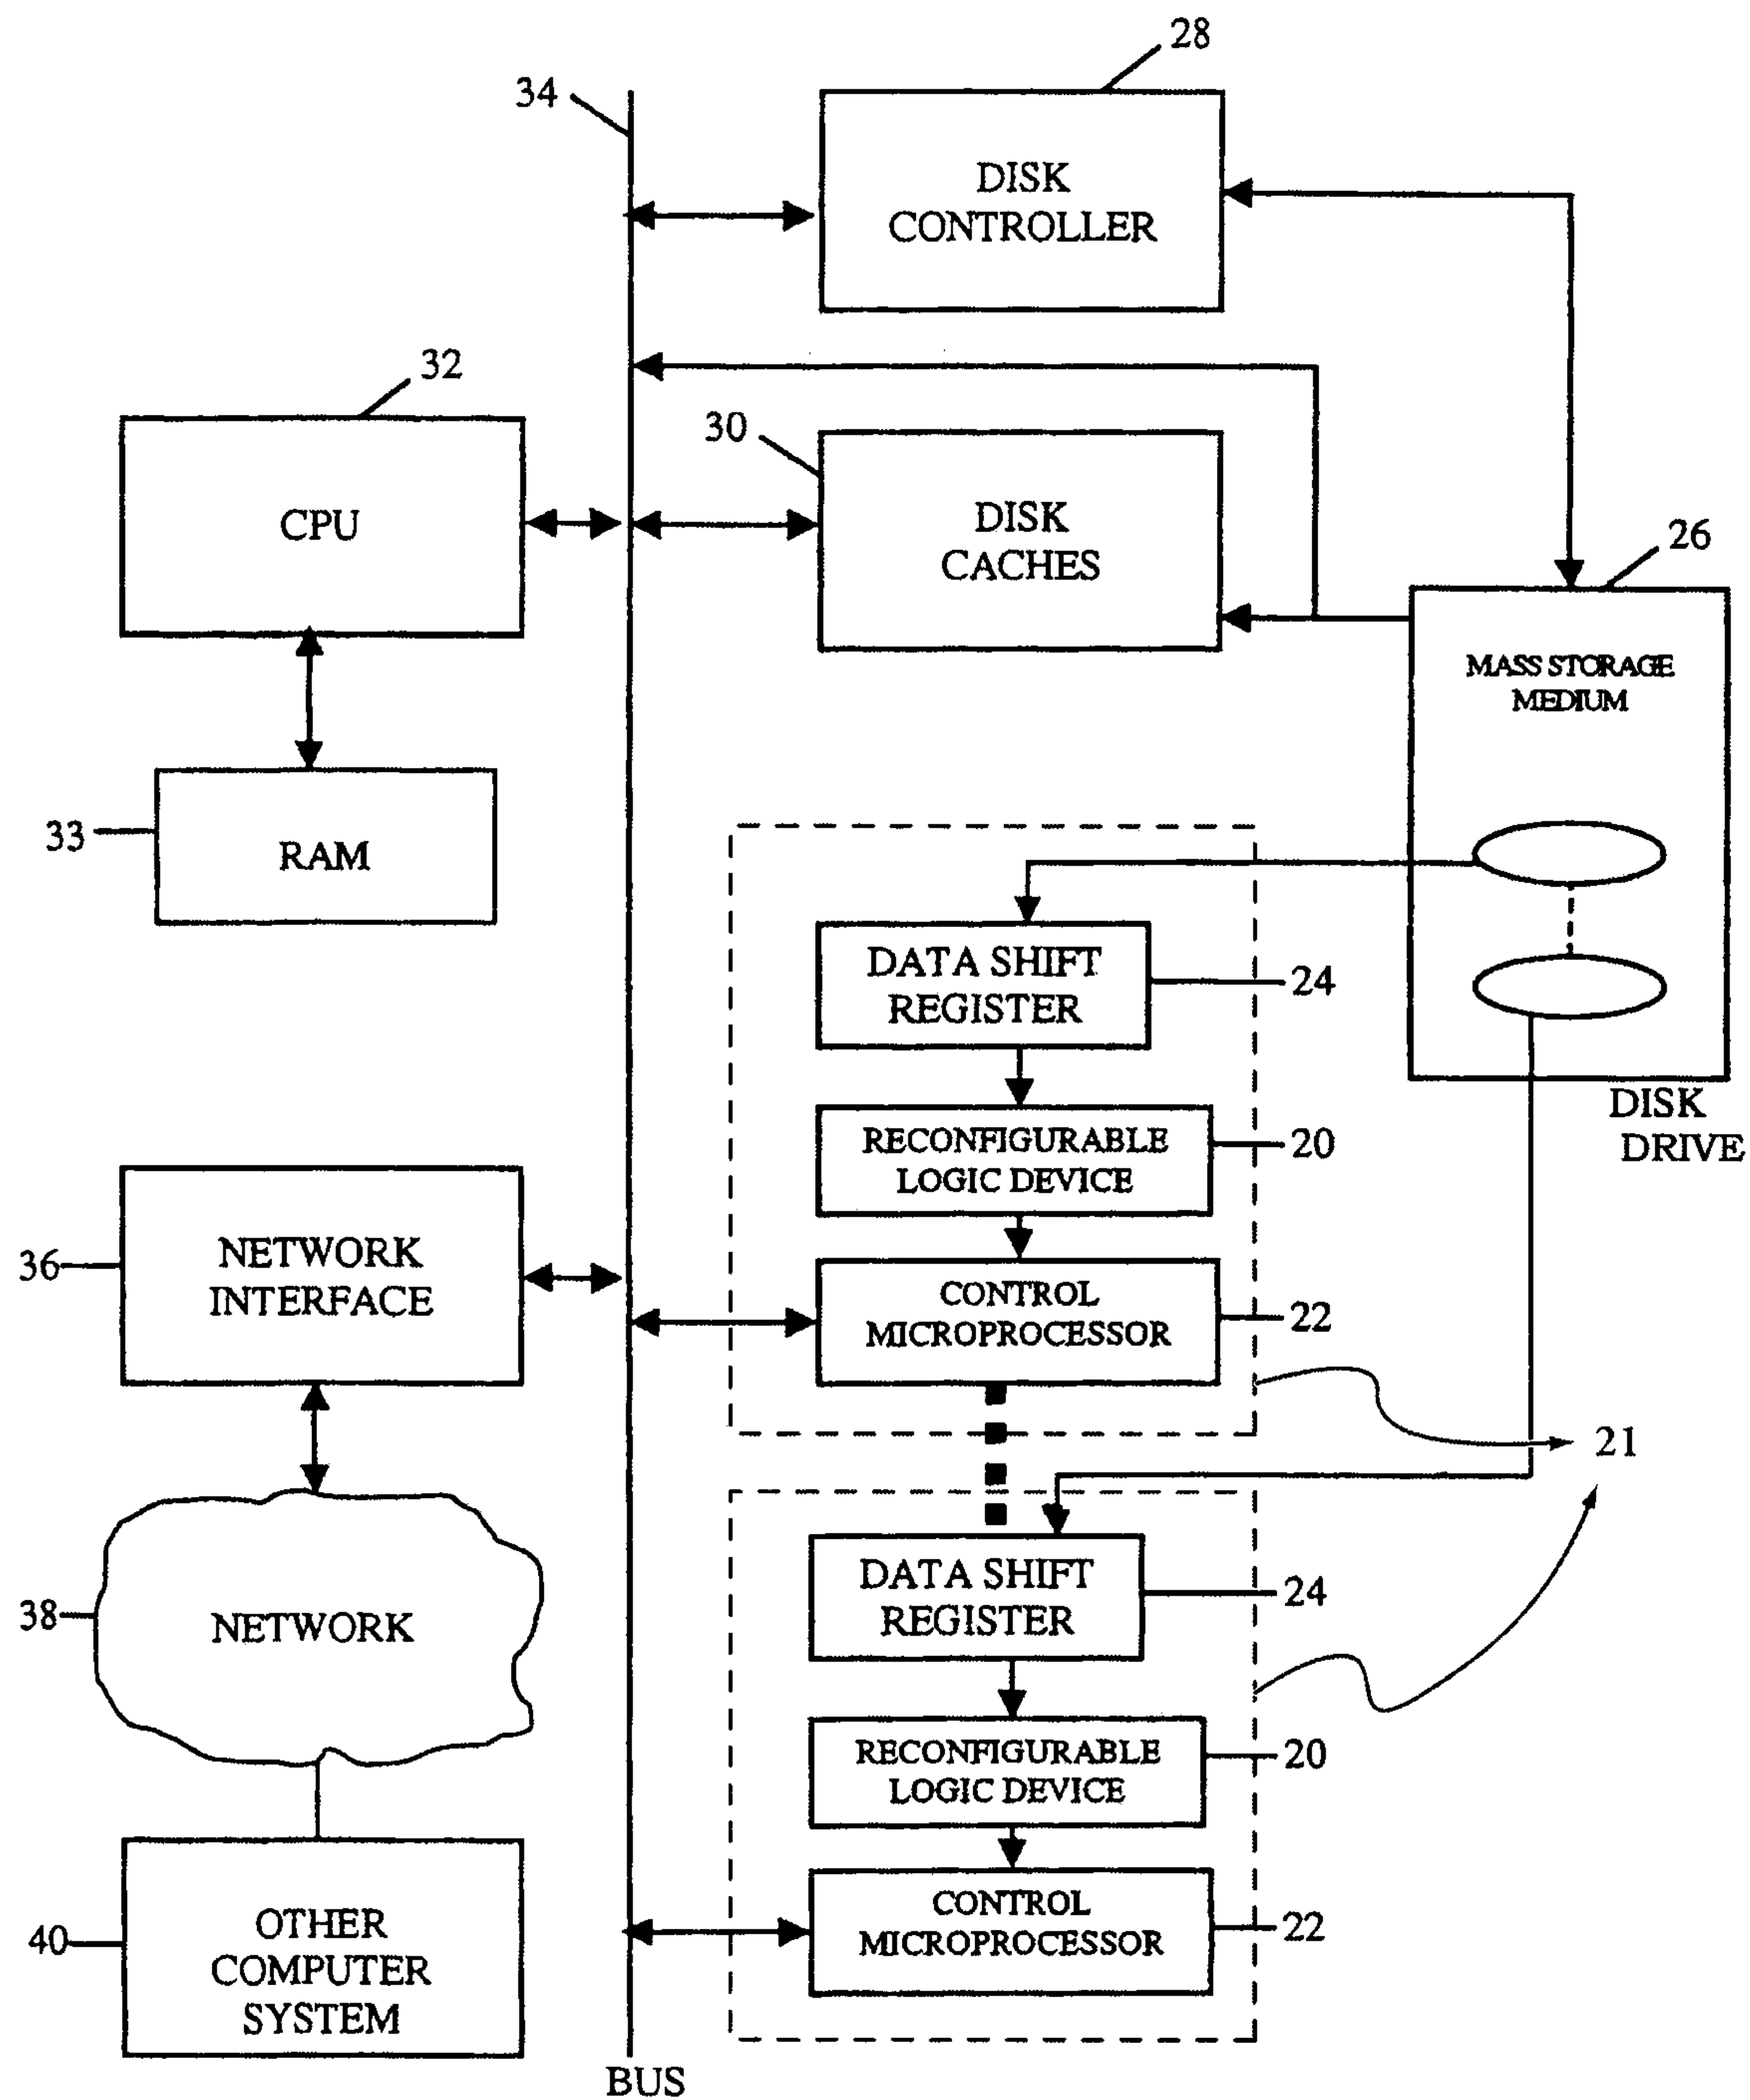 28
34
DISK
CONTROLLER
32
30
CPU
DISK
CACHES
26
MASS STORAGE
MEDIUM
33
RAM
DATA SHIFT
REGISTER
24
DISK
DRIVE
RECONFIGURABLE
LOGIC DEVICE
20
36
NETWORK
INTERFACE
CONTROL
MICROPROCESSOR
22
21
DATA SHIFT
REGISTER
24
38
NETWORK
RECONFIGURABLE
LOGIC DEVICE
20
40
OTHER
COMPUTER
SYSTEM
CONTROL
MICROPROCESSOR
22
BUS